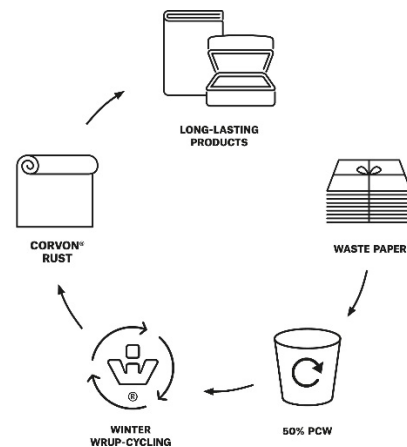 LONG-LASTING
PRODUCTS
CORVON®
RUST
WASTE PAPER
®
WINTER
WRUP-CYCLING
50% PCW